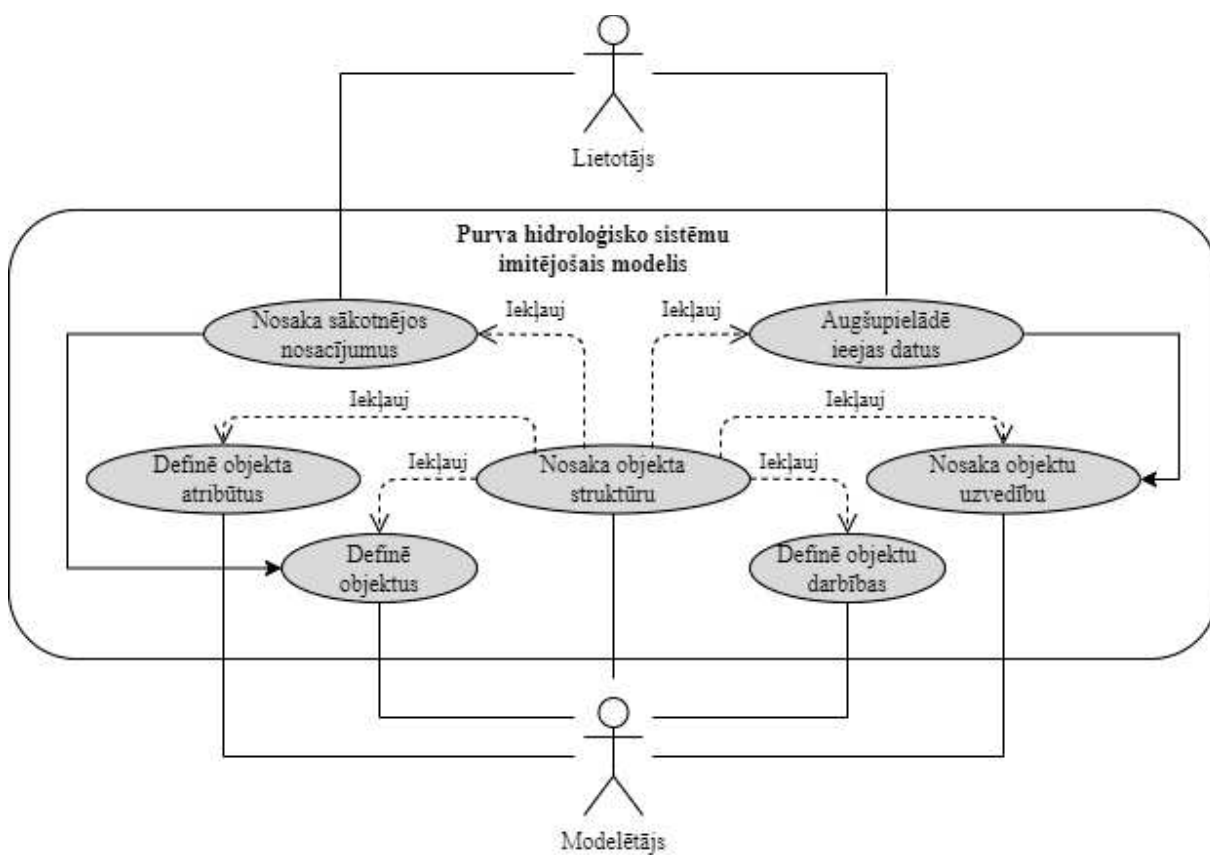 Lietotājs
Purva hidroloģisko sistēmu
imitējošais modelis
Iekļauj
Iekļauj
Nosaka sākotnējos
nosacījumus
Augšupielādē
ieejas datus
Iekļauj
Iekļauj
Definē objekta
atribūtus
Iekļauj
Nosaka objekta
struktūru
Iekļauj
Nosaka objektu
uzvedību
Definē
objektus
Definē objektu
darbības
Modelētājs